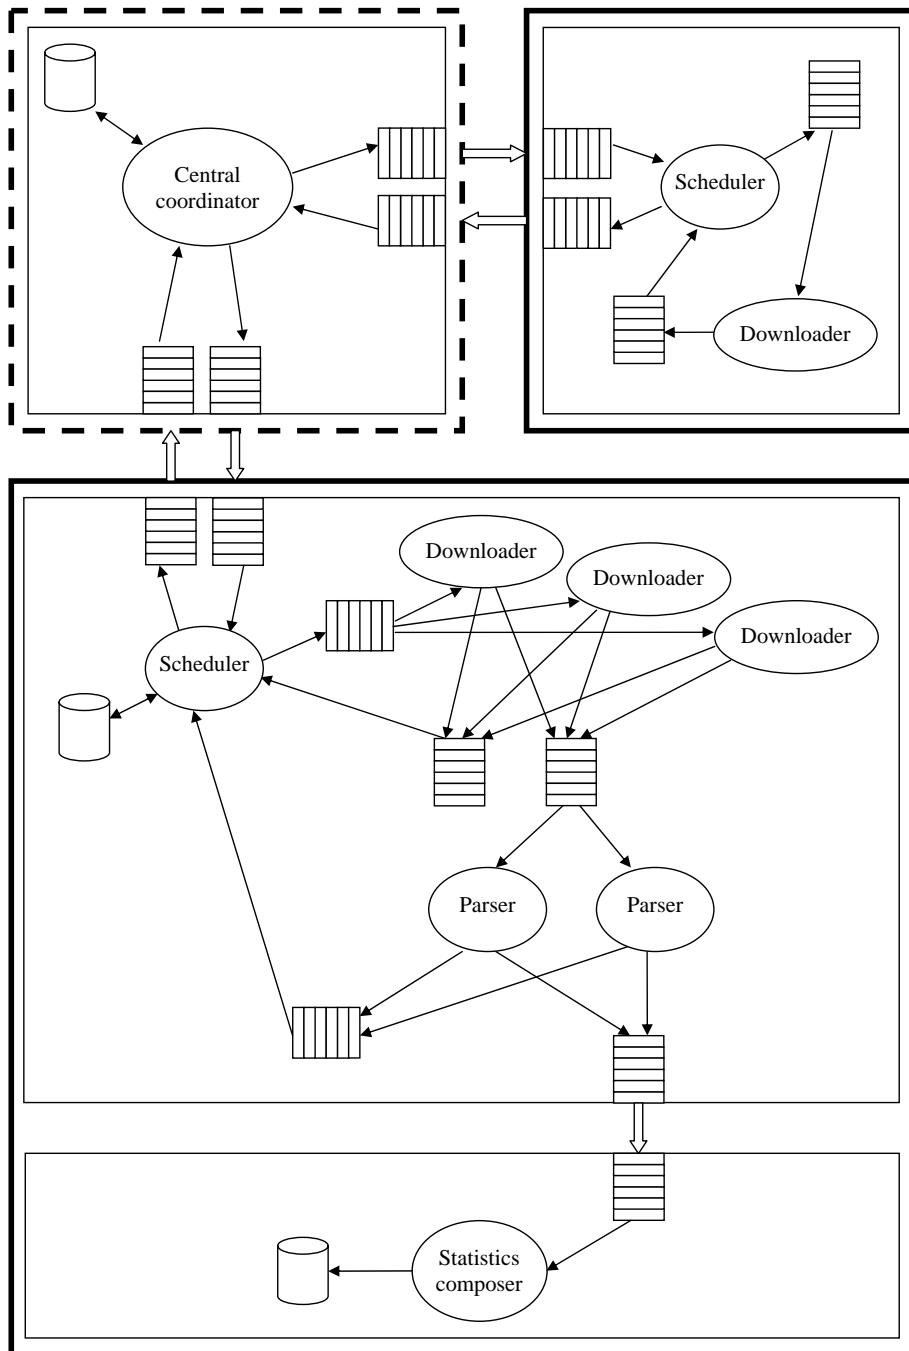 Central
coordinator
Scheduler
Downloader
Downloader
Downloader
Downloader
Scheduler
Parser
Parser
Statistics
composer